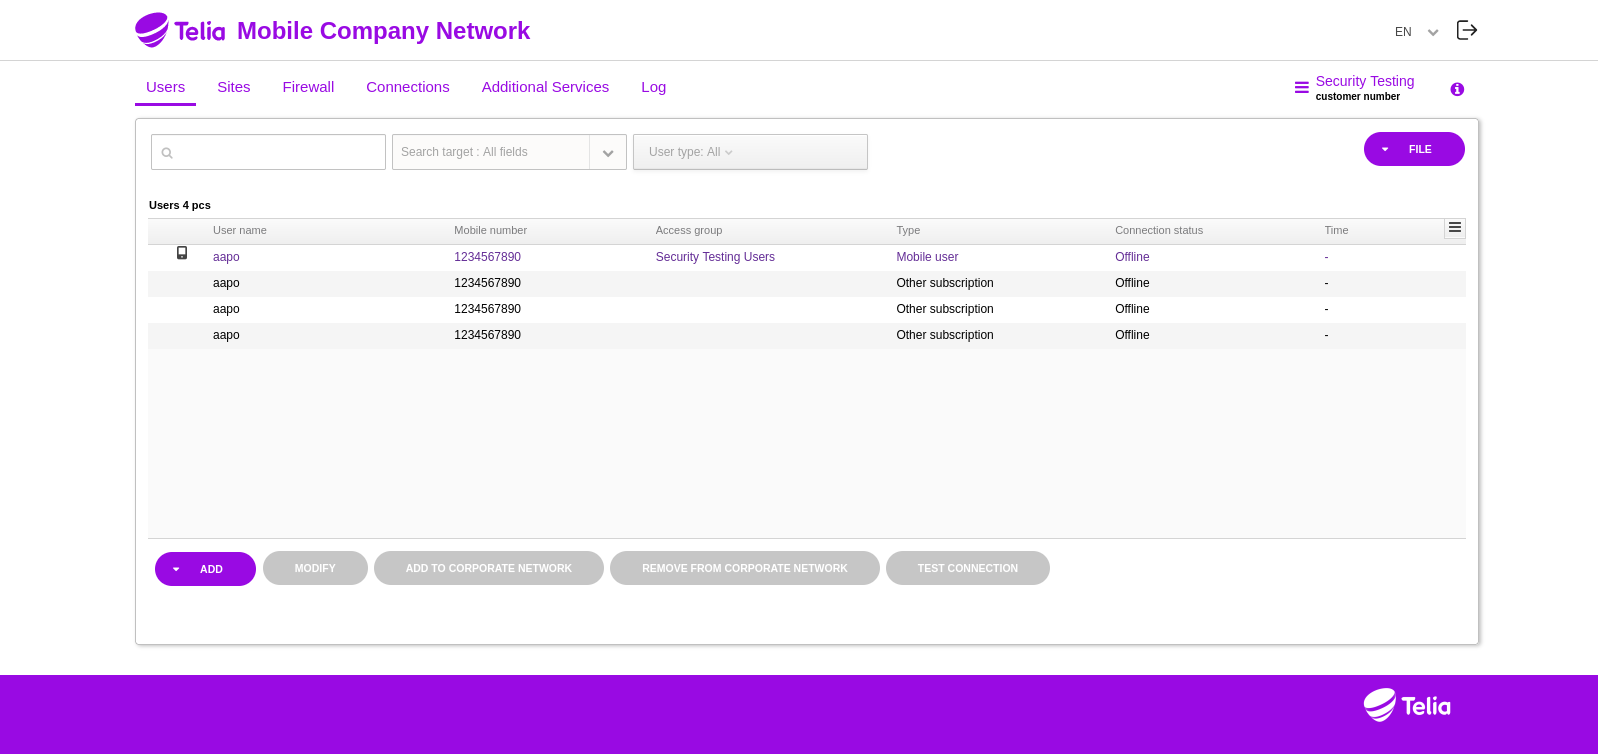 Telia Mobile Company Network
EN
Users Sites Firewall Connections Additional Services Log
Security Testing
customer number
Search target : All fields
User type: All
FILE
Users 4 pcs
User name Mobile number Access group Type Connection status Time
aapo 1234567890 Security Testing Users Mobile user Offline -
aapo 1234567890 Other subscription Offline -
aapo 1234567890 Other subscription Offline -
aapo 1234567890 Other subscription Offline -
ADD MODIFY ADD TO CORPORATE NETWORK REMOVE FROM CORPORATE NETWORK TEST CONNECTION
Telia